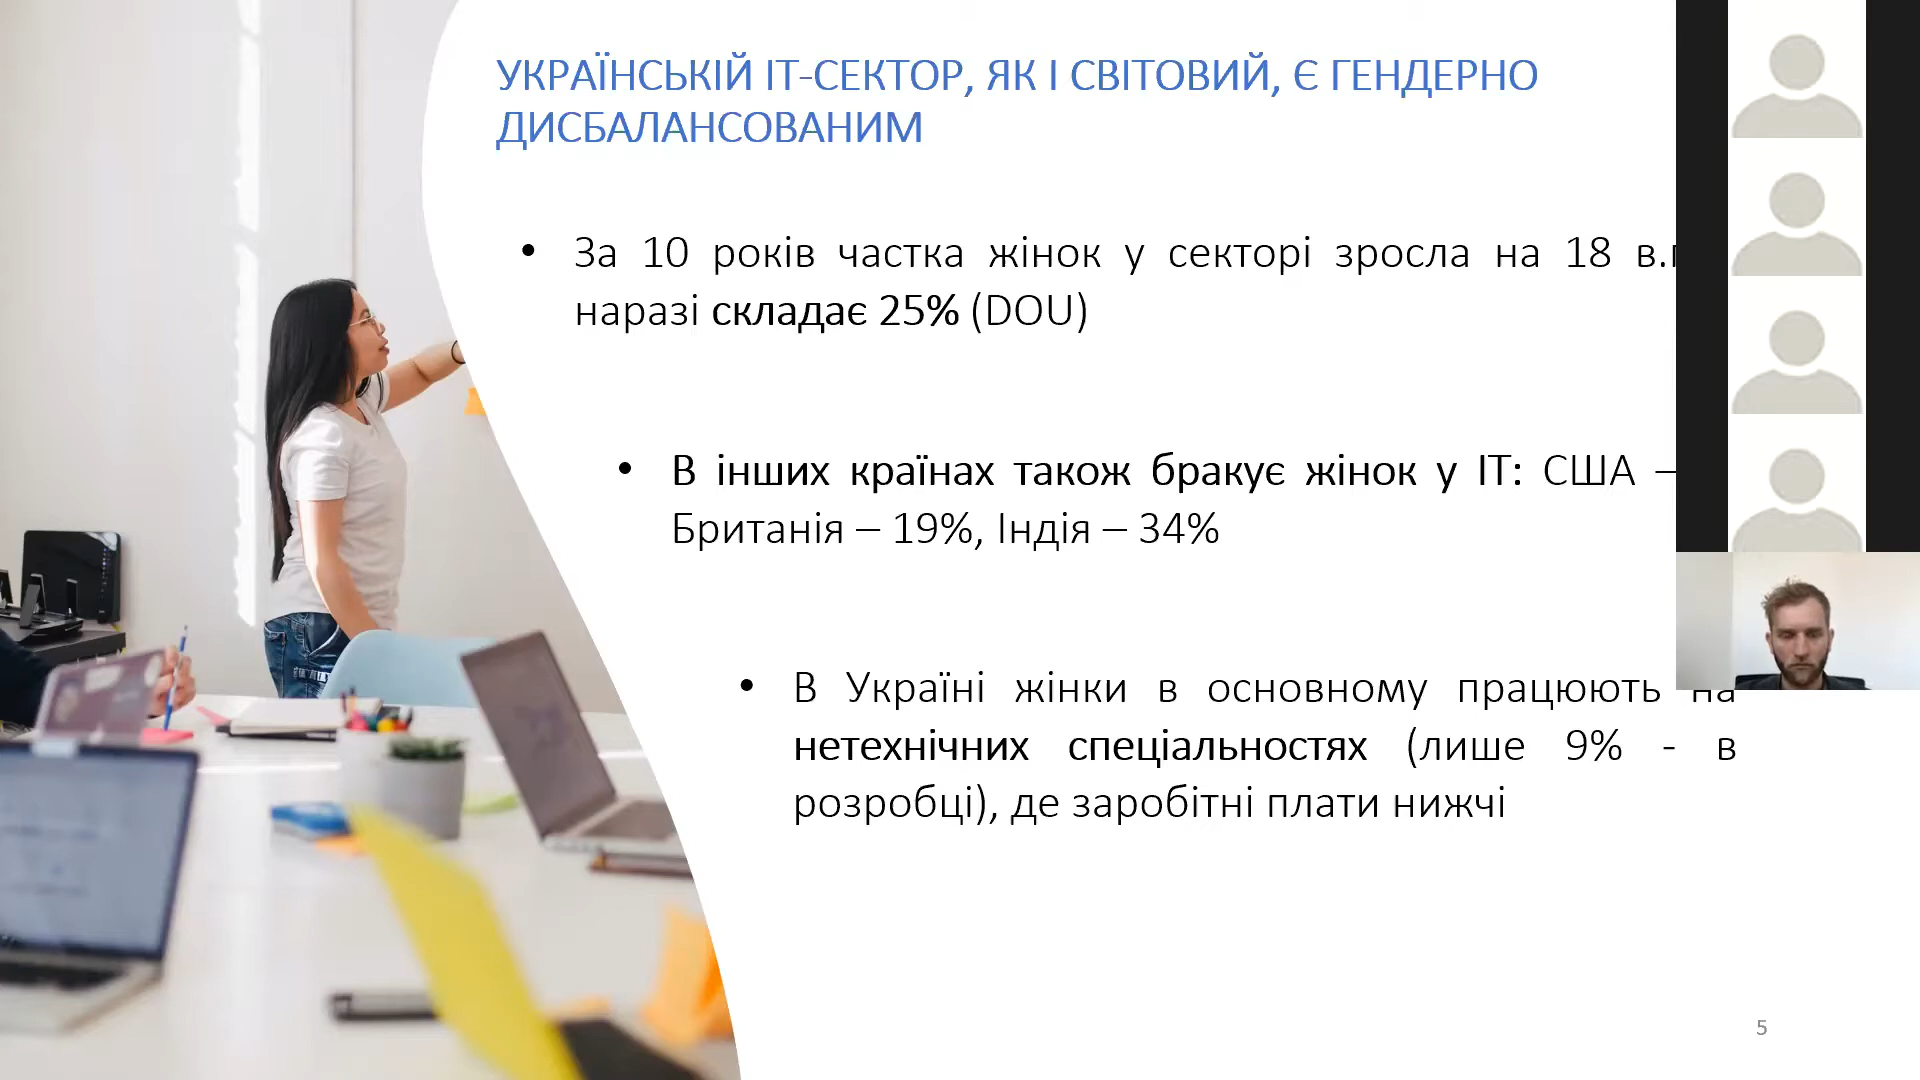 УКРАЇНСЬКІЙ ІТ-СЕКТОР, ЯК І СВІТОВИЙ, Є ГЕНДЕРНО
ДИСБАЛАНСОВАНИМ
• За 10 років частка жінок у секторі зросла на 18
наразі складає 25% (DOU)
• В інших країнах також бракує жінок у ІТ: США –
Британія – 19%, Індія – 34%
• В Україні жінки в основному працюють на
нетехнічних спеціальностях (лише 9% - в
розробці), де заробітні плати нижчі
5